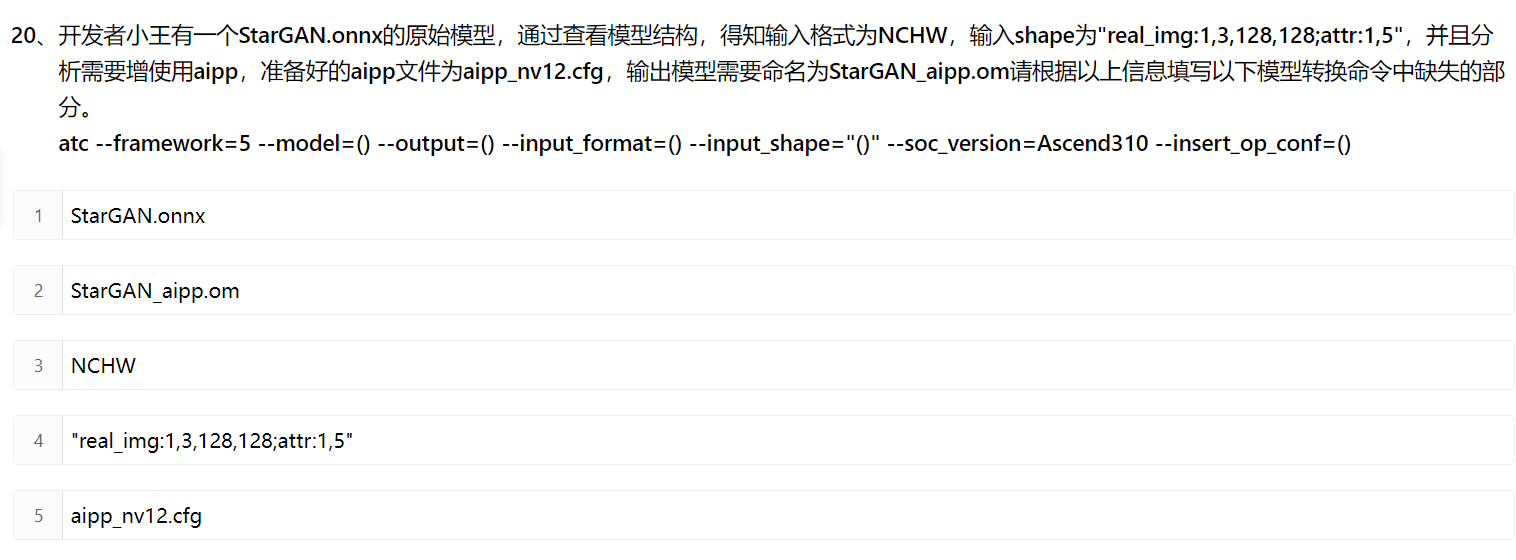 20、开发者小王有一个StarGAN.onnx的原始模型，通过查看模型结构，得知输入格式为NCHW，输入shape为"real_img:1,3,128,128;attr:1,5"，并且分
析需要增使用aipp，准备好的aipp文件为aipp_nv12.cfg，输出模型需要命名为StarGAN_aipp.om请根据以上信息填写以下模型转换命令中缺失的部
分。
atc --framework=5 --model=() --output=() --input_format=() --input_shape="()" --soc_version=Ascend310 --insert_op_conf=()
1 StarGAN.onnx
2 StarGAN_aipp.om
3 NCHW
4 "real_img:1,3,128,128;attr:1,5"
5 aipp_nv12.cfg